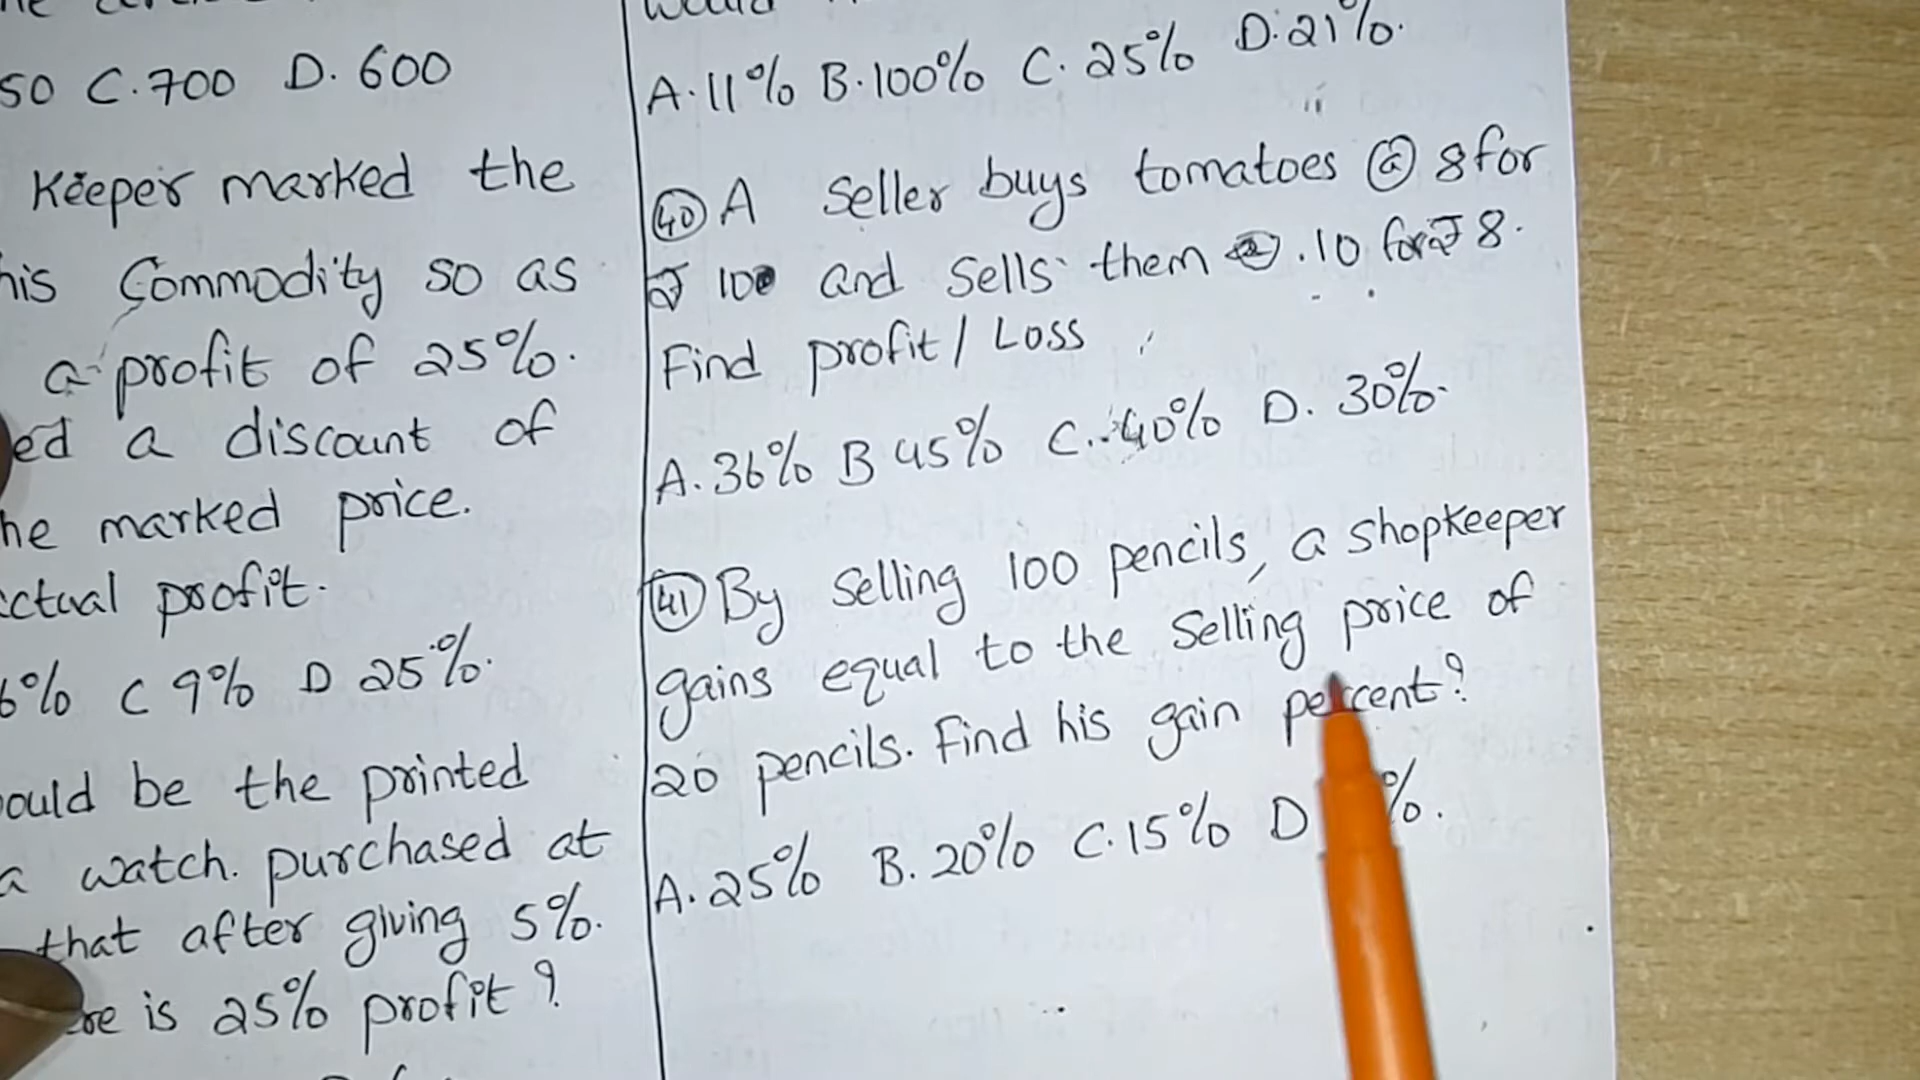 50 C.700 D. 600
Keeper marked the
his Commodity so as
a profit of 25%.
ed a discount of
he marked price.
ctual profit.
6% C 9% D 25%.
ould be the printed
a watch. purchased at
that after giving 5%.
ere is 25% profit?
A.11% B.100% C. 25% D.21%.
40 A seller buys tomatoes @ 8 for
₹ 10 and sells them @.10 for ₹ 8.
Find profit / Loss
A.36% B 45% C. 40% D. 30%.
41 By selling 100 pencils, a shopkeeper
gains equal to the selling price of
20 pencils. Find his gain percent?
A.25% B.20% C.15% D %.